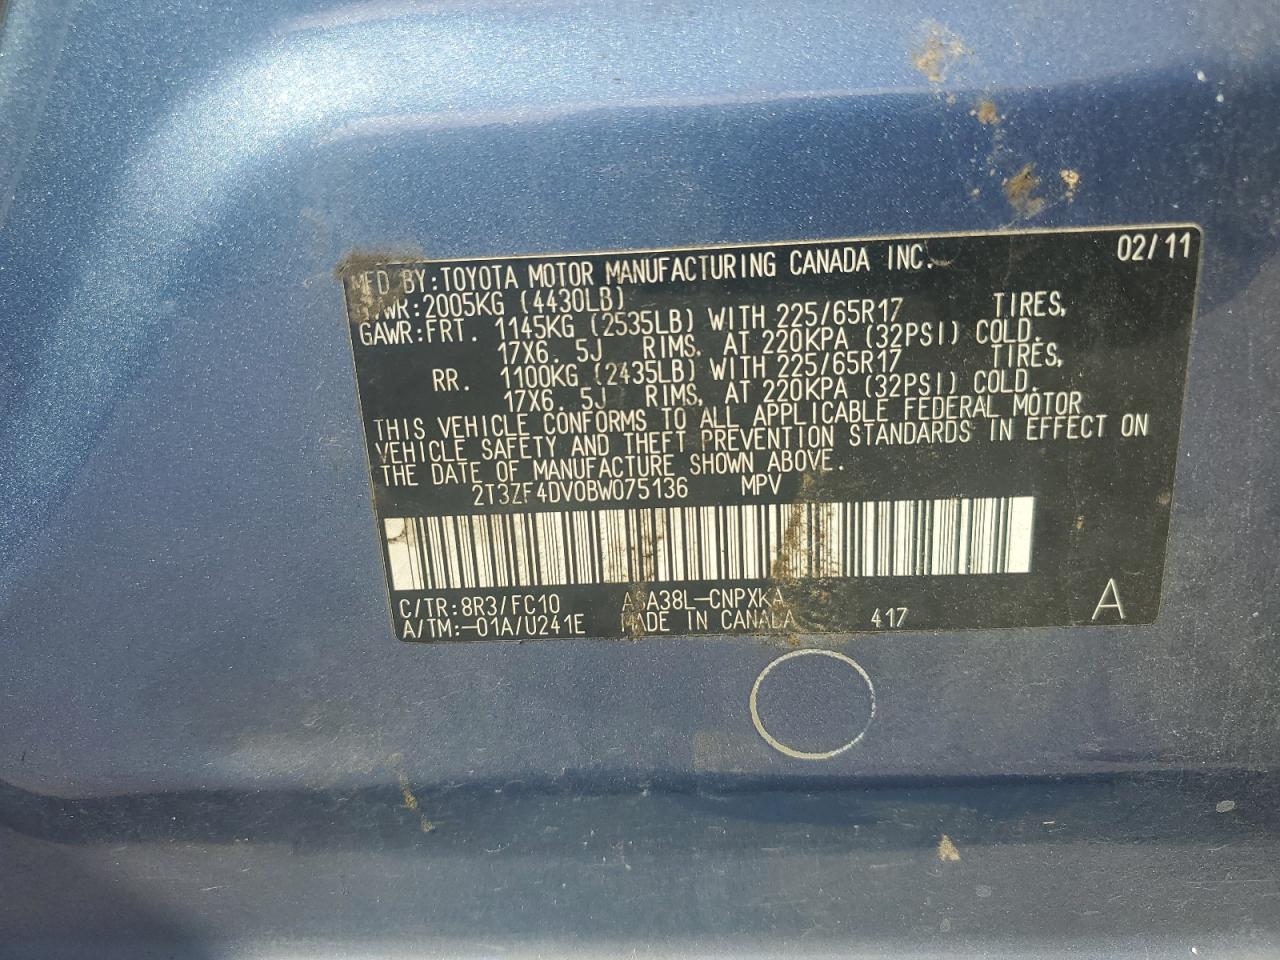 MFD BY:TOYOTA MOTOR MANUFACTURING CANADA INC. 02/11
2005KG (4430LB)
GAWR:FRT. 1145KG (2535LB) WITH 225/65R17 TIRES,
17X6. 5J RIMS, AT 220KPA (32PSI) COLD.
RR. 1100KG (2435LB) WITH 225/65R17 TIRES,
17X6. 5J RIMS, AT 220KPA (32PSI) COLD.
THIS VEHICLE CONFORMS TO ALL APPLICABLE FEDERAL MOTOR
VEHICLE SAFETY AND THEFT PREVENTION STANDARDS IN EFFECT ON
THE DATE OF MANUFACTURE SHOWN ABOVE.
2T3ZF4DV0BW075136 MPV
C/TR:8R3/FC10 ASA38L-CNPXKA
A/TM:-01A/U241E MADE IN CANADA 417 A